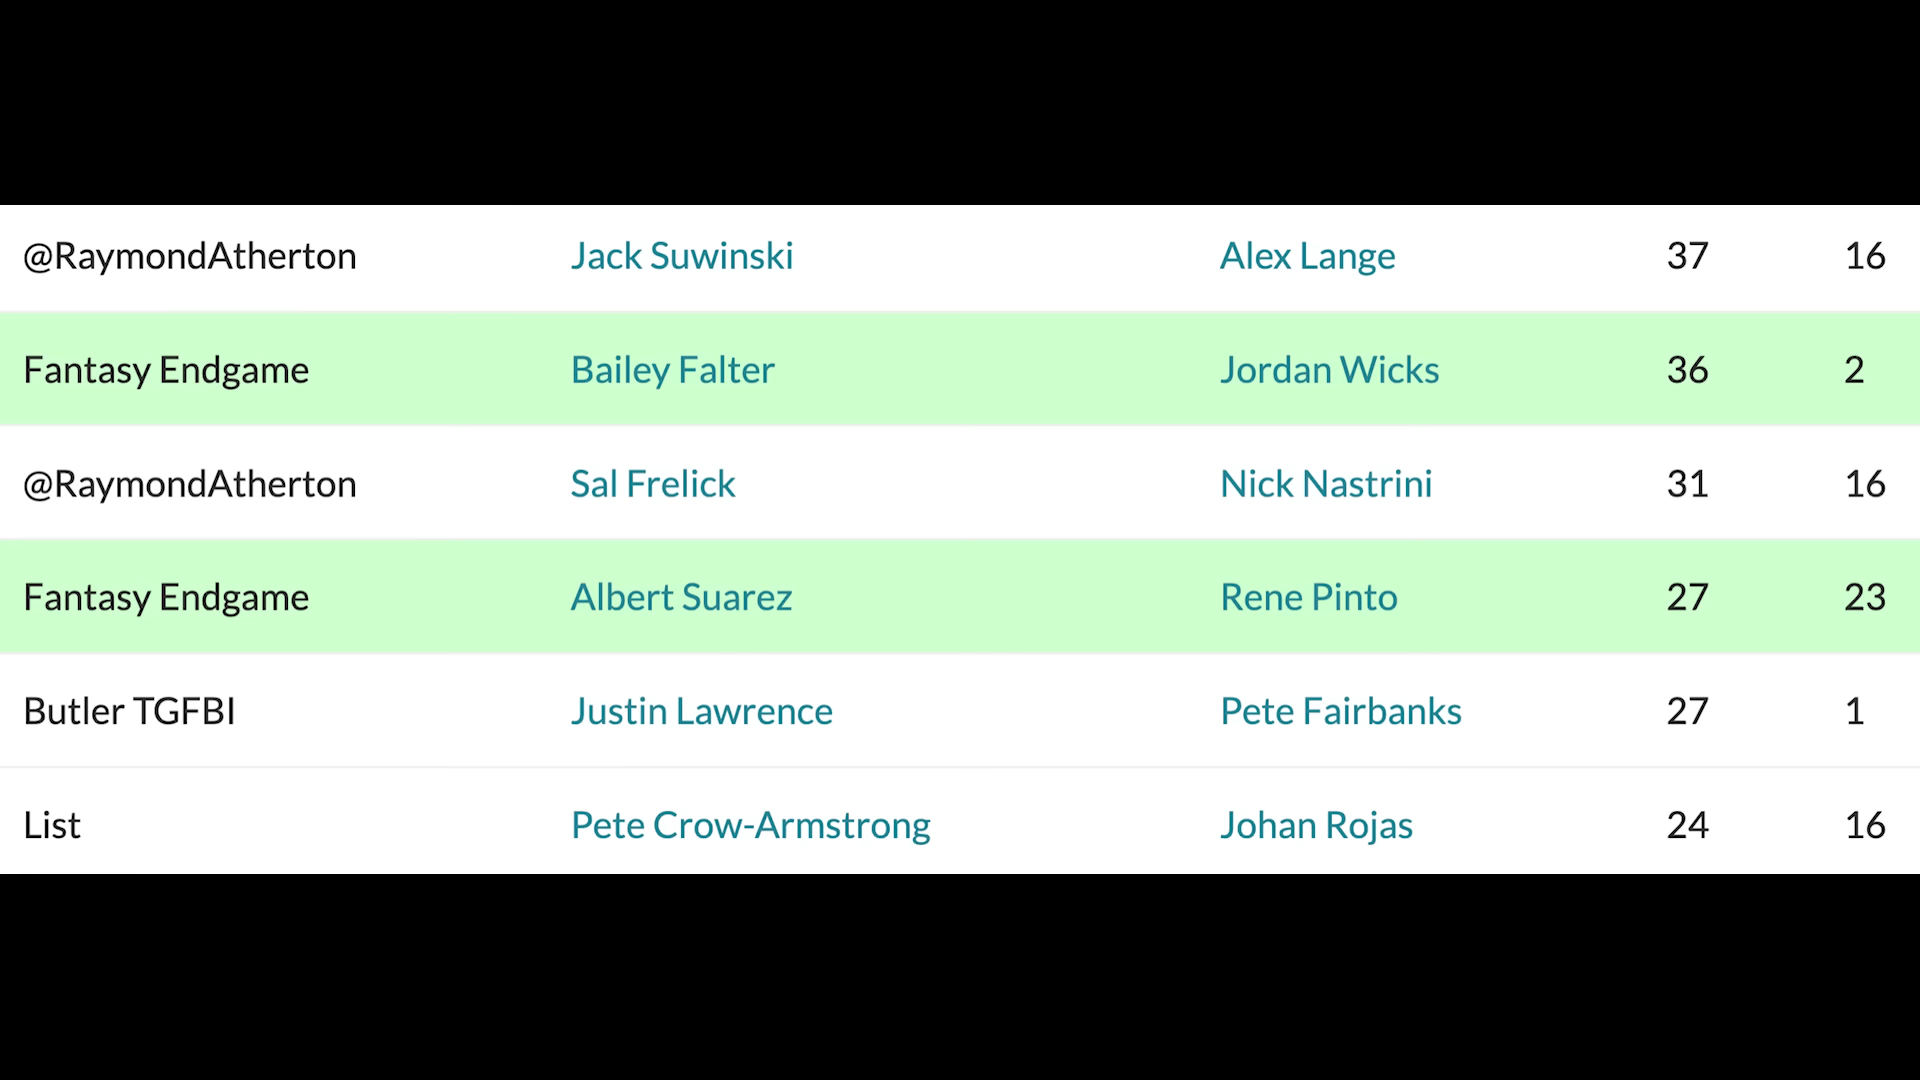 @RaymondAtherton Jack Suwinski Alex Lange 37 16
Fantasy Endgame Bailey Falter Jordan Wicks 36 2
@RaymondAtherton Sal Frelick Nick Nastrini 31 16
Fantasy Endgame Albert Suarez Rene Pinto 27 23
Butler TGFBI Justin Lawrence Pete Fairbanks 27 1
List Pete Crow-Armstrong Johan Rojas 24 16